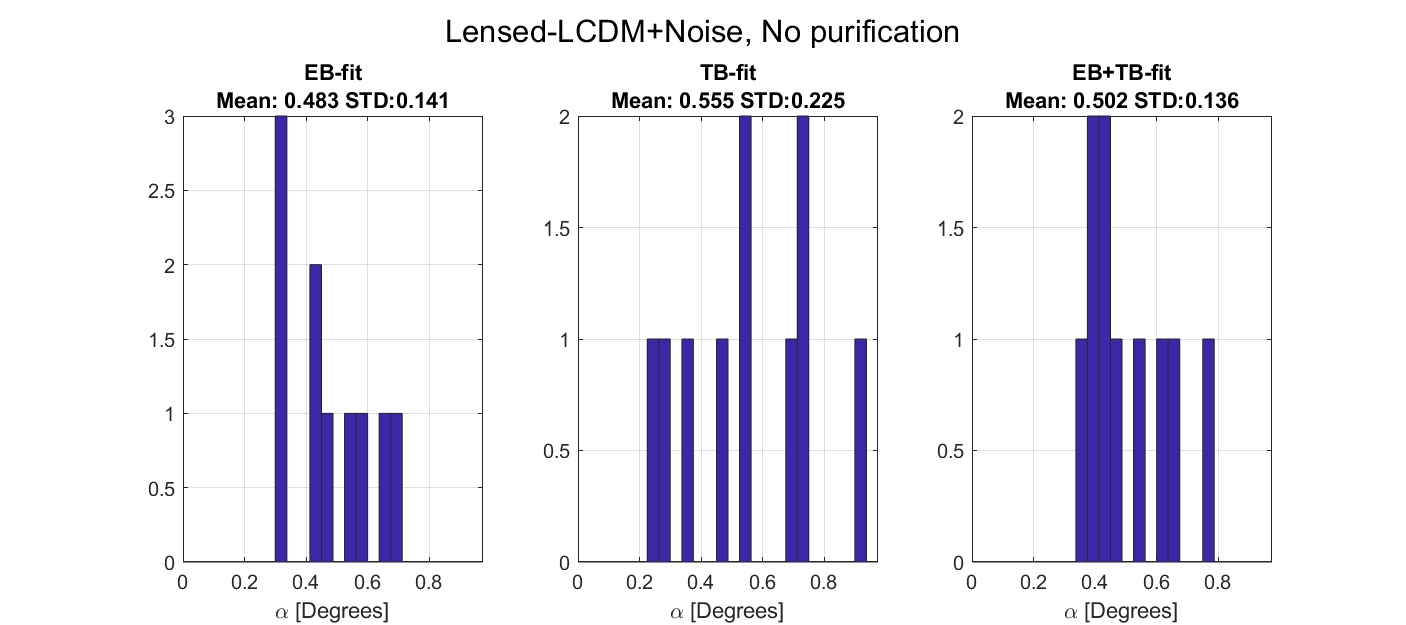 Lensed-LCDM+Noise, No purification
EB-fit
Mean: 0.483 STD:0.141
3
2.5
2
1.5
1
0.5
0
0 0.2 0.4 0.6 0.8
α [Degrees]
TB-fit
Mean: 0.555 STD:0.225
2
1.5
1
0.5
0
0 0.2 0.4 0.6 0.8
α [Degrees]
EB+TB-fit
Mean: 0.502 STD:0.136
2
1.5
1
0.5
0
0 0.2 0.4 0.6 0.8
α [Degrees]